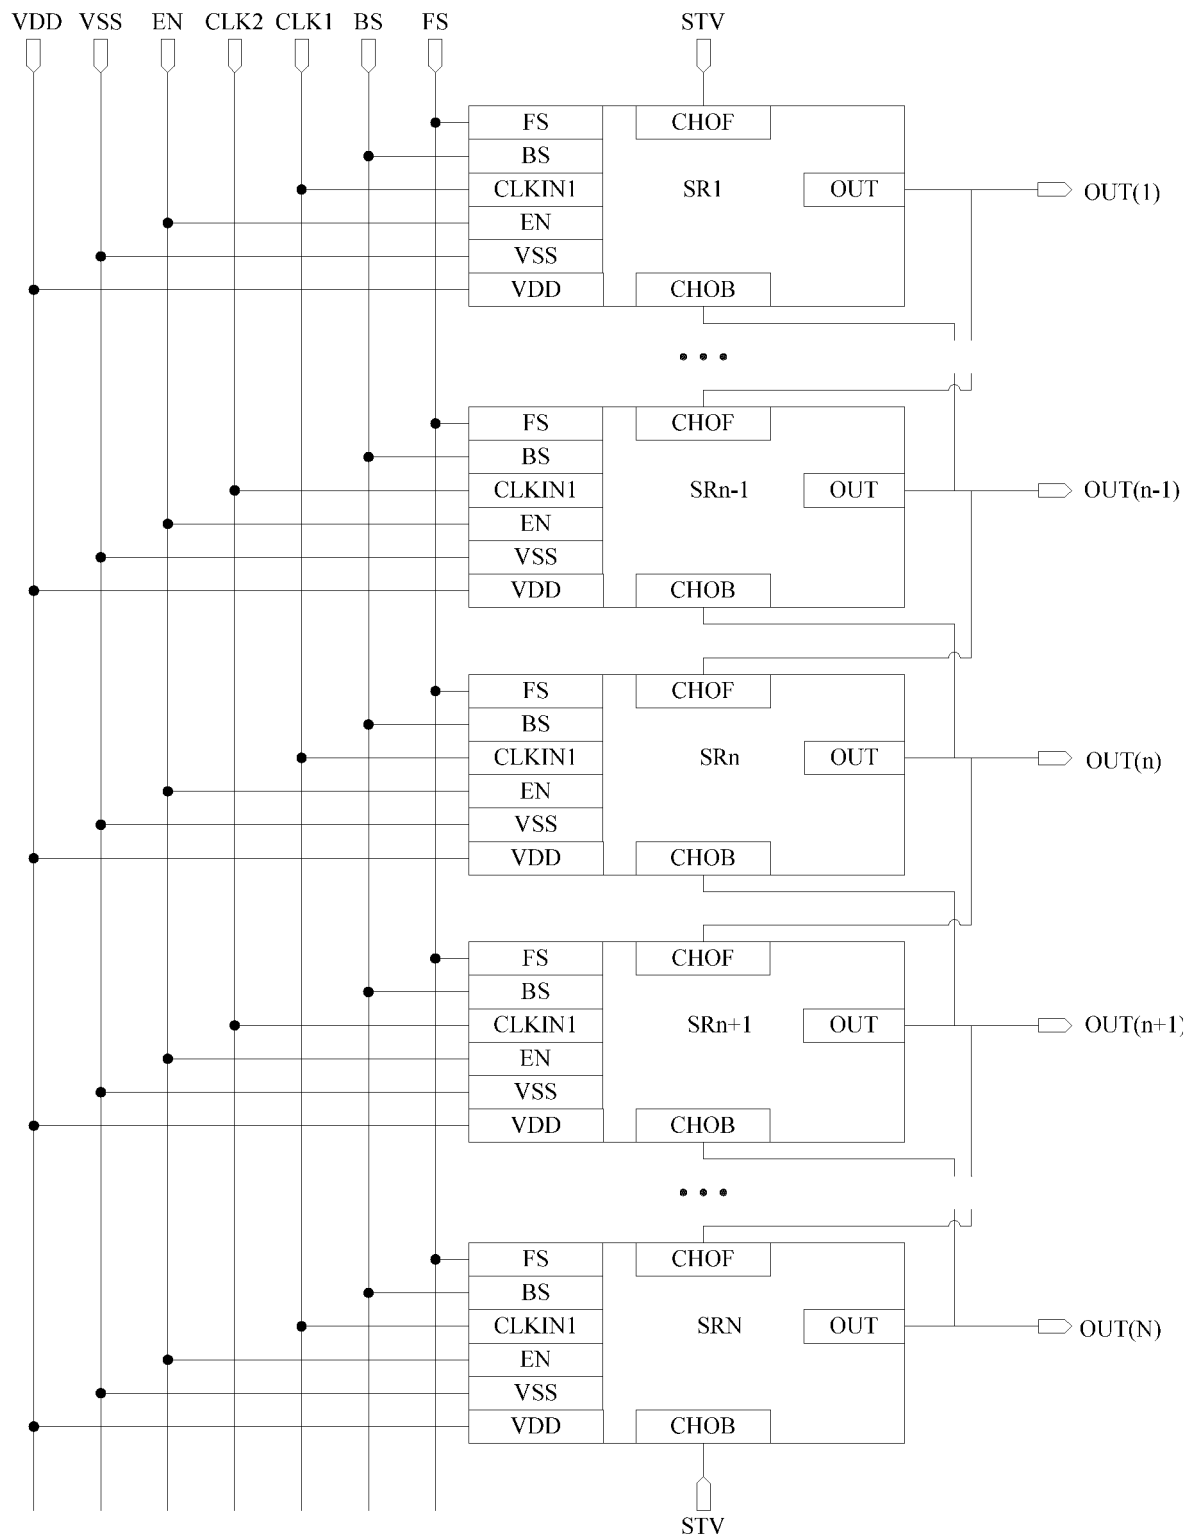 VDD VSS EN CLK2 CLK1 BS FS STV
FS CHOF
BS
CLKIN1 SR1 OUT OUT(1)
EN
VSS
VDD CHOB
FS CHOF
BS
CLKIN1 SRn-1 OUT OUT(n-1)
EN
VSS
VDD CHOB
FS CHOF
BS
CLKIN1 SRn OUT OUT(n)
EN
VSS
VDD CHOB
FS CHOF
BS
CLKIN1 SRn+1 OUT OUT(n+1)
EN
VSS
VDD CHOB
FS CHOF
BS
CLKIN1 SRN OUT OUT(N)
EN
VSS
VDD CHOB
STV